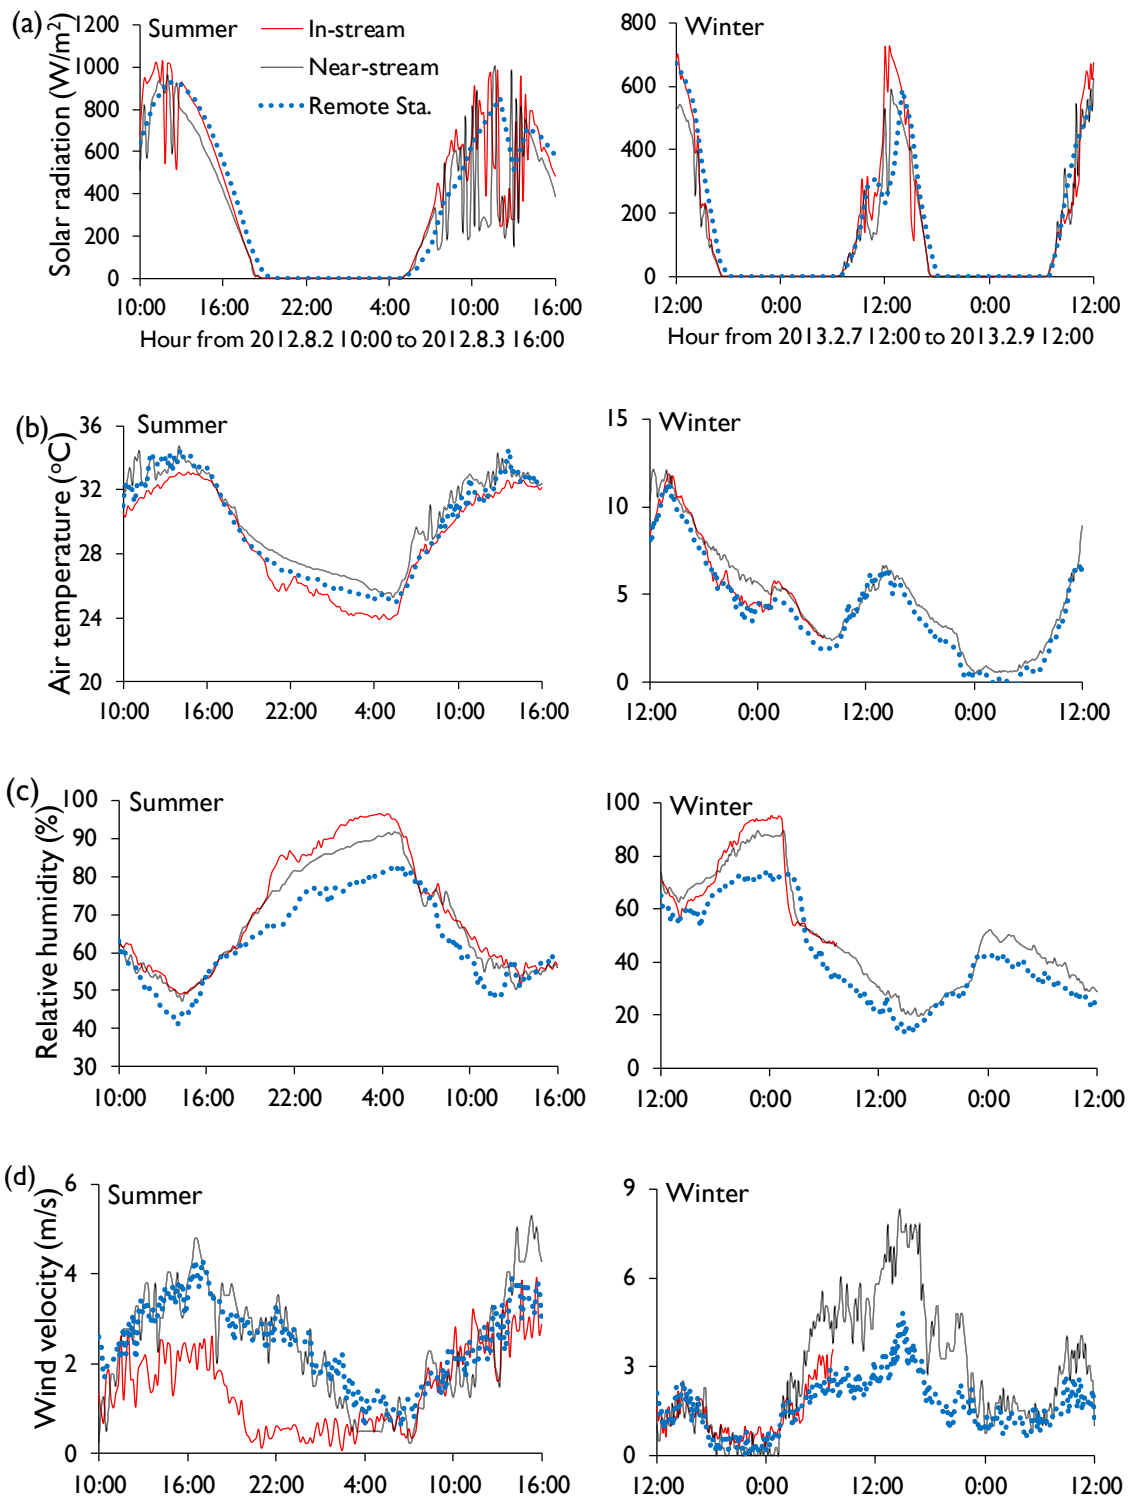 (a)
Solar radiation (W/m²)
1200
1000
800
600
400
200
0
Summer
In-stream
Near-stream
Remote Sta.
10:00 16:00 22:00 4:00 10:00 16:00
Hour from 2012.8.2 10:00 to 2012.8.3 16:00
800
600
400
200
0
Winter
12:00 0:00 12:00 0:00 12:00
Hour from 2013.2.7 12:00 to 2013.2.9 12:00
(b)
Air temperature (°C)
36
32
28
24
20
Summer
10:00 16:00 22:00 4:00 10:00 16:00
15
10
5
0
Winter
12:00 0:00 12:00 0:00 12:00
(c)
Relative humidity (%)
100
90
80
70
60
50
40
30
Summer
10:00 16:00 22:00 4:00 10:00 16:00
100
80
60
40
20
0
Winter
12:00 0:00 12:00 0:00 12:00
(d)
Wind velocity (m/s)
6
4
2
0
Summer
10:00 16:00 22:00 4:00 10:00 16:00
9
6
3
0
Winter
12:00 0:00 12:00 0:00 12:00